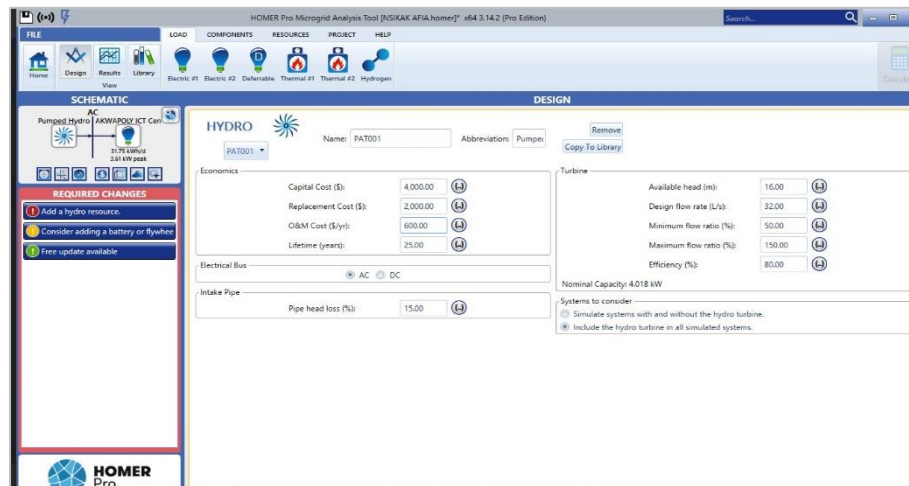 HOMER Pro Microgrid Analysis Tool [NSIKAK AFIA.homer]* x64 3.14.2 (Pro Edition)
Search...
FILE
LOAD COMPONENTS RESOURCES PROJECT HELP
Home Design Results Library Electric #1 Electric #2 Deferrable Thermal #1 Thermal #2 Hydrogen Calculate
View
SCHEMATIC DESIGN
AC
Pumped Hydro AKWAPOLY ICT Cen
31.75 kWh/d
2.61 kW peak
REQUIRED CHANGES
Add a hydro resource.
Consider adding a battery or flywhee
Free update available
HOMER
Pro
HYDRO
PAT001
Name: PAT001 Abbreviation: Pumpe
Remove
Copy To Library
Economics
Capital Cost ($): 4,000.00
Replacement Cost ($): 2,000.00
O&M Cost ($/yr): 600.00
Lifetime (years): 25.00
Electrical Bus
AC DC
Intake Pipe
Pipe head loss (%): 15.00
Turbine
Available head (m): 16.00
Design flow rate (L/s): 32.00
Minimum flow ratio (%): 50.00
Maximum flow ratio (%): 150.00
Efficiency (%): 80.00
Nominal Capacity: 4.018 kW
Systems to consider
Simulate systems with and without the hydro turbine.
Include the hydro turbine in all simulated systems.